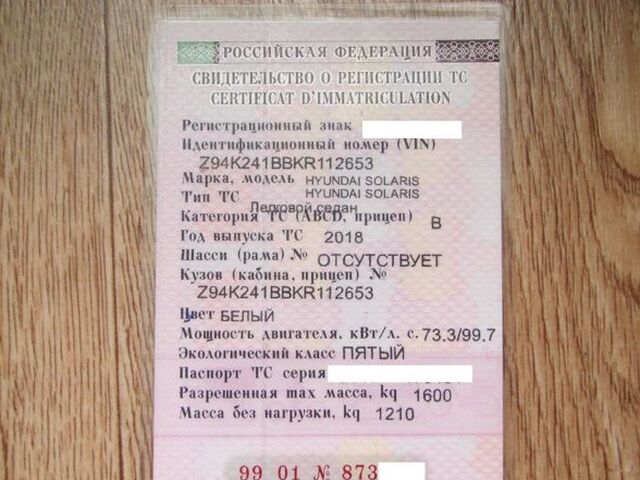 РОССИЙСКАЯ ФЕДЕРАЦИЯ
СВИДЕТЕЛЬСТВО О РЕГИСТРАЦИИ ТС
CERTIFICAT D'IMMATRICULATION
Регистрационный знак
Идентификационный номер (VIN)
Z94K241BBKR112653
Марка, модель HYUNDAI SOLARIS
Тип ТС HYUNDAI SOLARIS
Легковой седан
Категория ТС (ABCD, прицеп) B
Год выпуска ТС 2018
Шасси (рама) № ОТСУТСТВУЕТ
Кузов (кабина, прицеп) №
Z94K241BBKR112653
Цвет БЕЛЫЙ
Мощность двигателя, кВт/л. с. 73.3/99.7
Экологический класс ПЯТЫЙ
Паспорт ТС серия
Разрешенная max масса, kg 1600
Масса без нагрузки, kg 1210
99 01 № 873